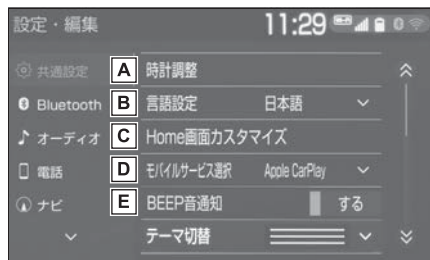 設定・編集 11:29
共通設定 A 時計調整
Bluetooth B 言語設定 日本語
オーディオ C Home画面カスタマイズ
電話 D モバイルサービス選択 Apple CarPlay
ナビ E BEEP音通知 する
テーマ切替